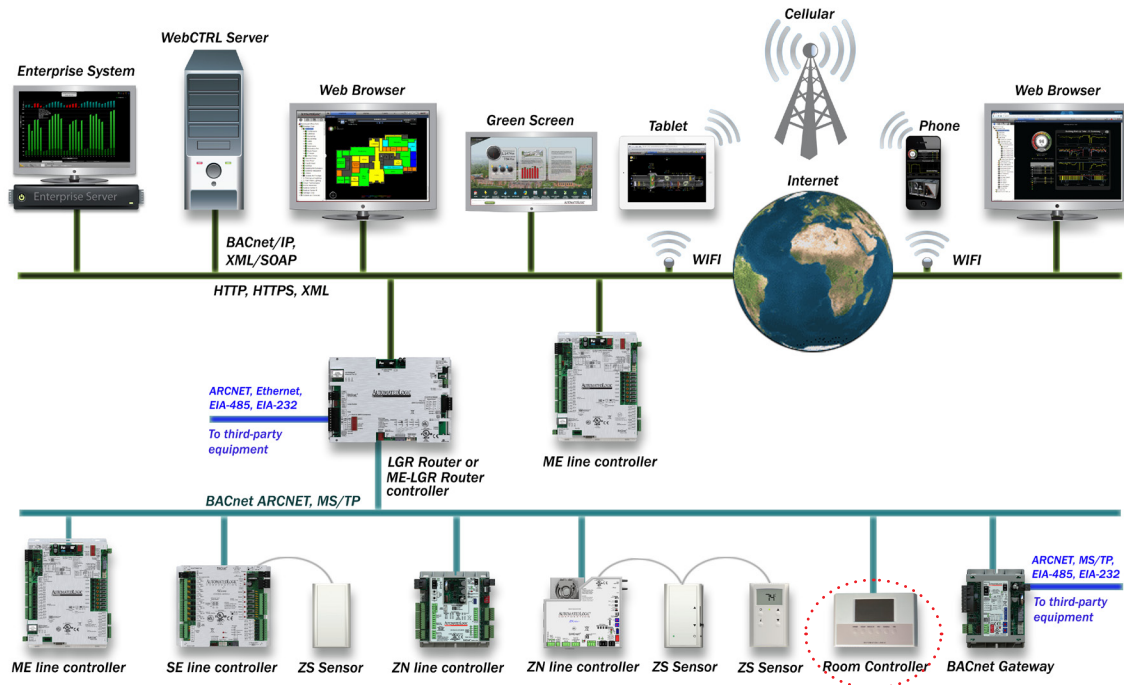 Cellular
WebCTRL Server
Enterprise System
Web Browser
Green Screen
Tablet
Phone
Web Browser
Internet
Enterprise Server
BACnet/IP,
XML/SOAP
WIFI
WIFI
HTTP, HTTPS, XML
ARCNET, Ethernet,
EIA-485, EIA-232
To third-party
equipment
AUTOMATEDLOGIC
AUTOMATEDLOGIC
LGR Router or
ME-LGR Router
controller
ME line controller
BACnet ARCNET, MS/TP
ARCNET, MS/TP,
EIA-485, EIA-232
To third-party
equipment
74
ME line controller
SE line controller
ZS Sensor
ZN line controller
ZN line controller
ZS Sensor
ZS Sensor
Room Controller
BACnet Gateway